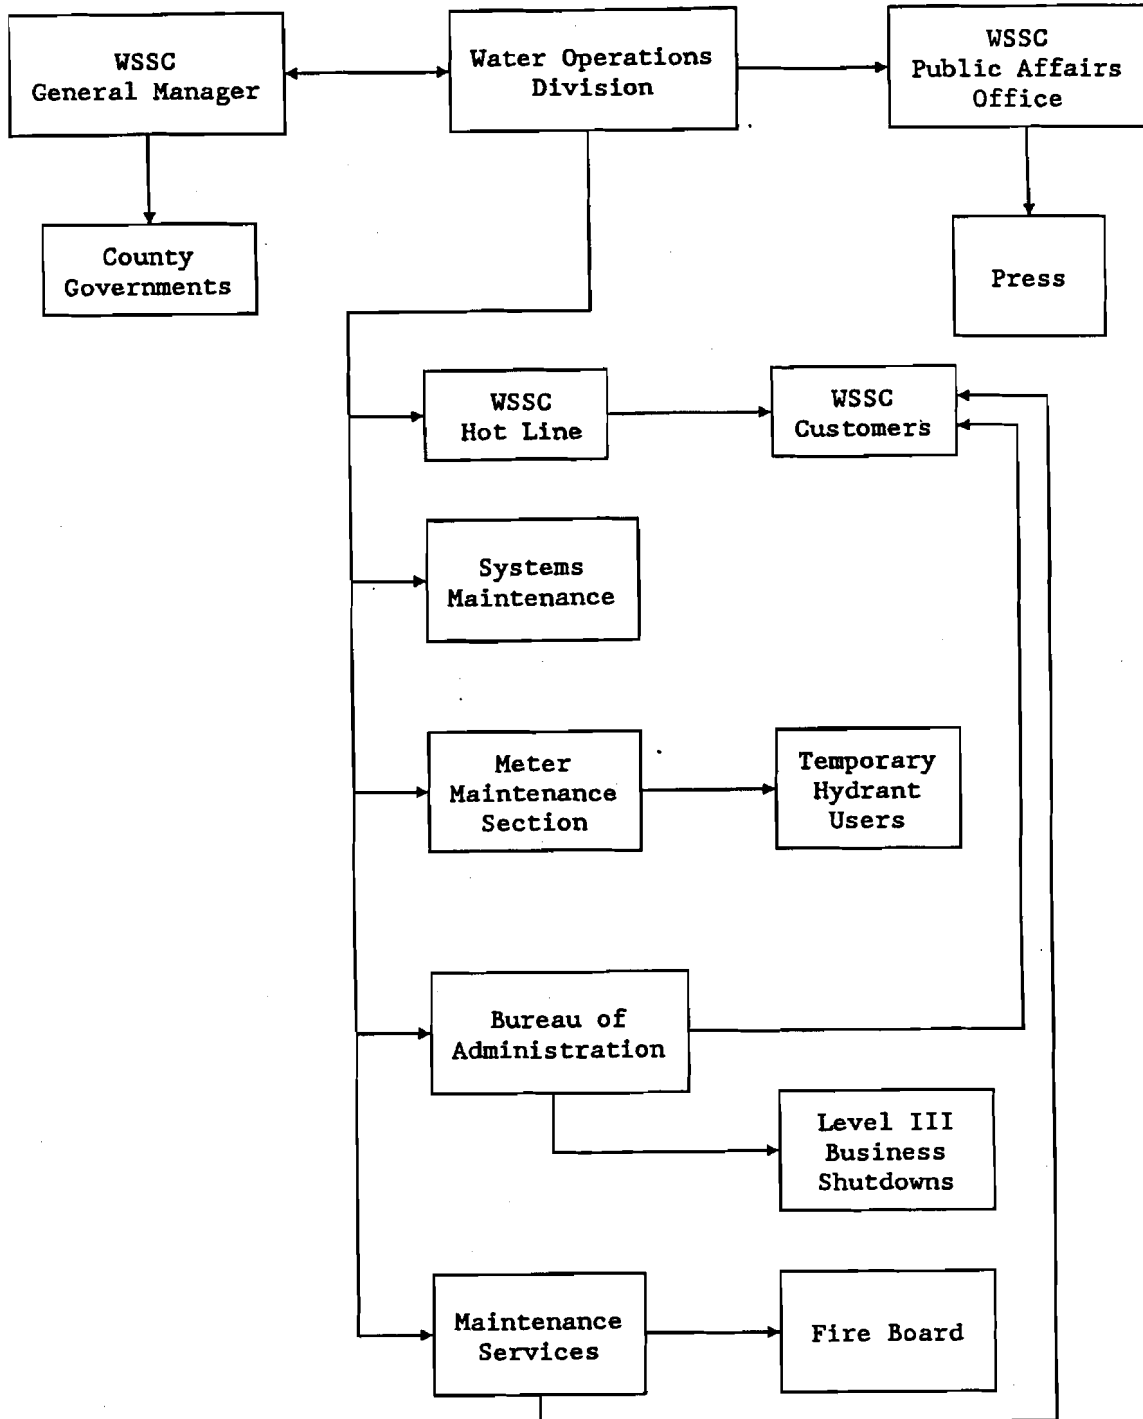 WSSC
General Manager
Water Operations
Division
WSSC
Public Affairs
Office
County
Governments
Press
WSSC
Hot Line
WSSC
Customers
Systems
Maintenance
Meter
Maintenance
Section
Temporary
Hydrant
Users
Bureau of
Administration
Level III
Business
Shutdowns
Maintenance
Services
Fire Board